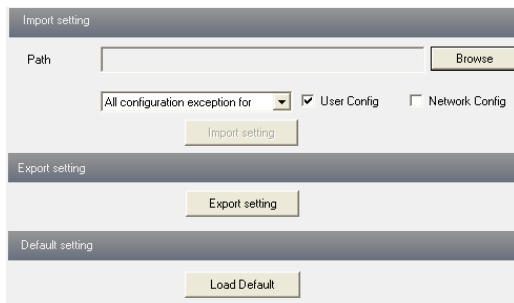 Import setting
Path Browse
All configuration exception for User Config Network Config
Import setting
Export setting
Export setting
Default setting
Load Default